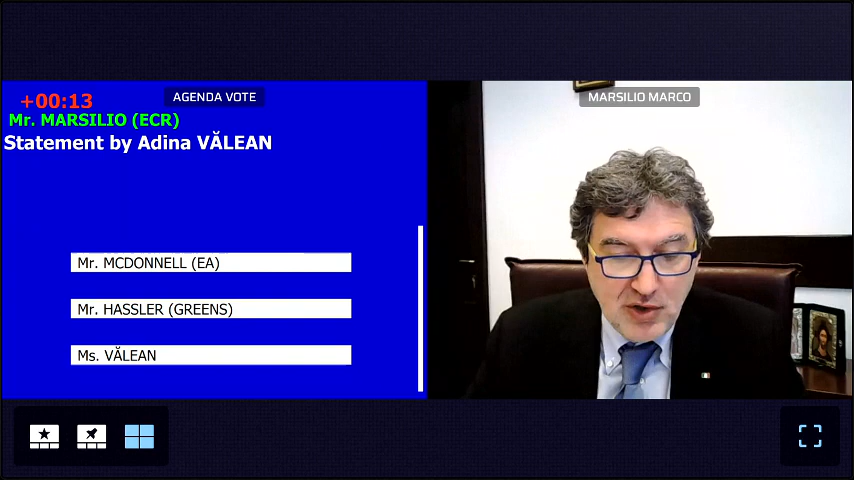 +00:13
AGENDA VOTE
Mr. MARSILIO (ECR)
Statement by Adina VĂLEAN
Mr. MCDONNELL (EA)
Mr. HASSLER (GREENS)
Ms. VĂLEAN
MARSILIO MARCO